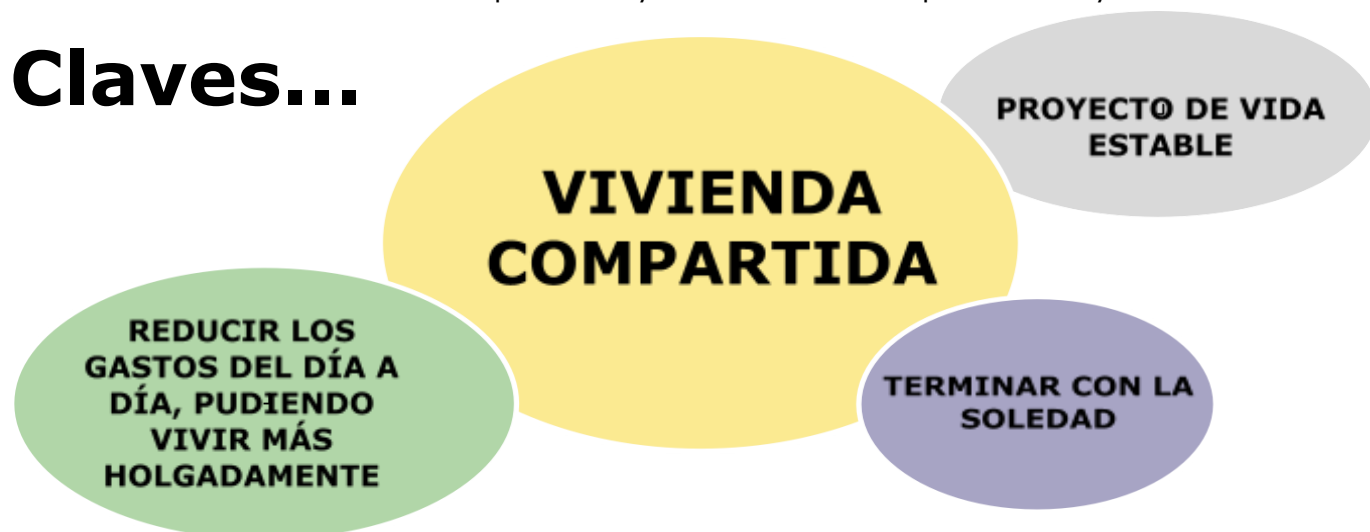 Claves...
VIVIENDA
COMPARTIDA
PROYECTO DE VIDA
ESTABLE
REDUCIR LOS
GASTOS DEL DÍA A
DÍA, PUDIENDO
VIVIR MÁS
HOLGADAMENTE
TERMINAR CON LA
SOLEDAD